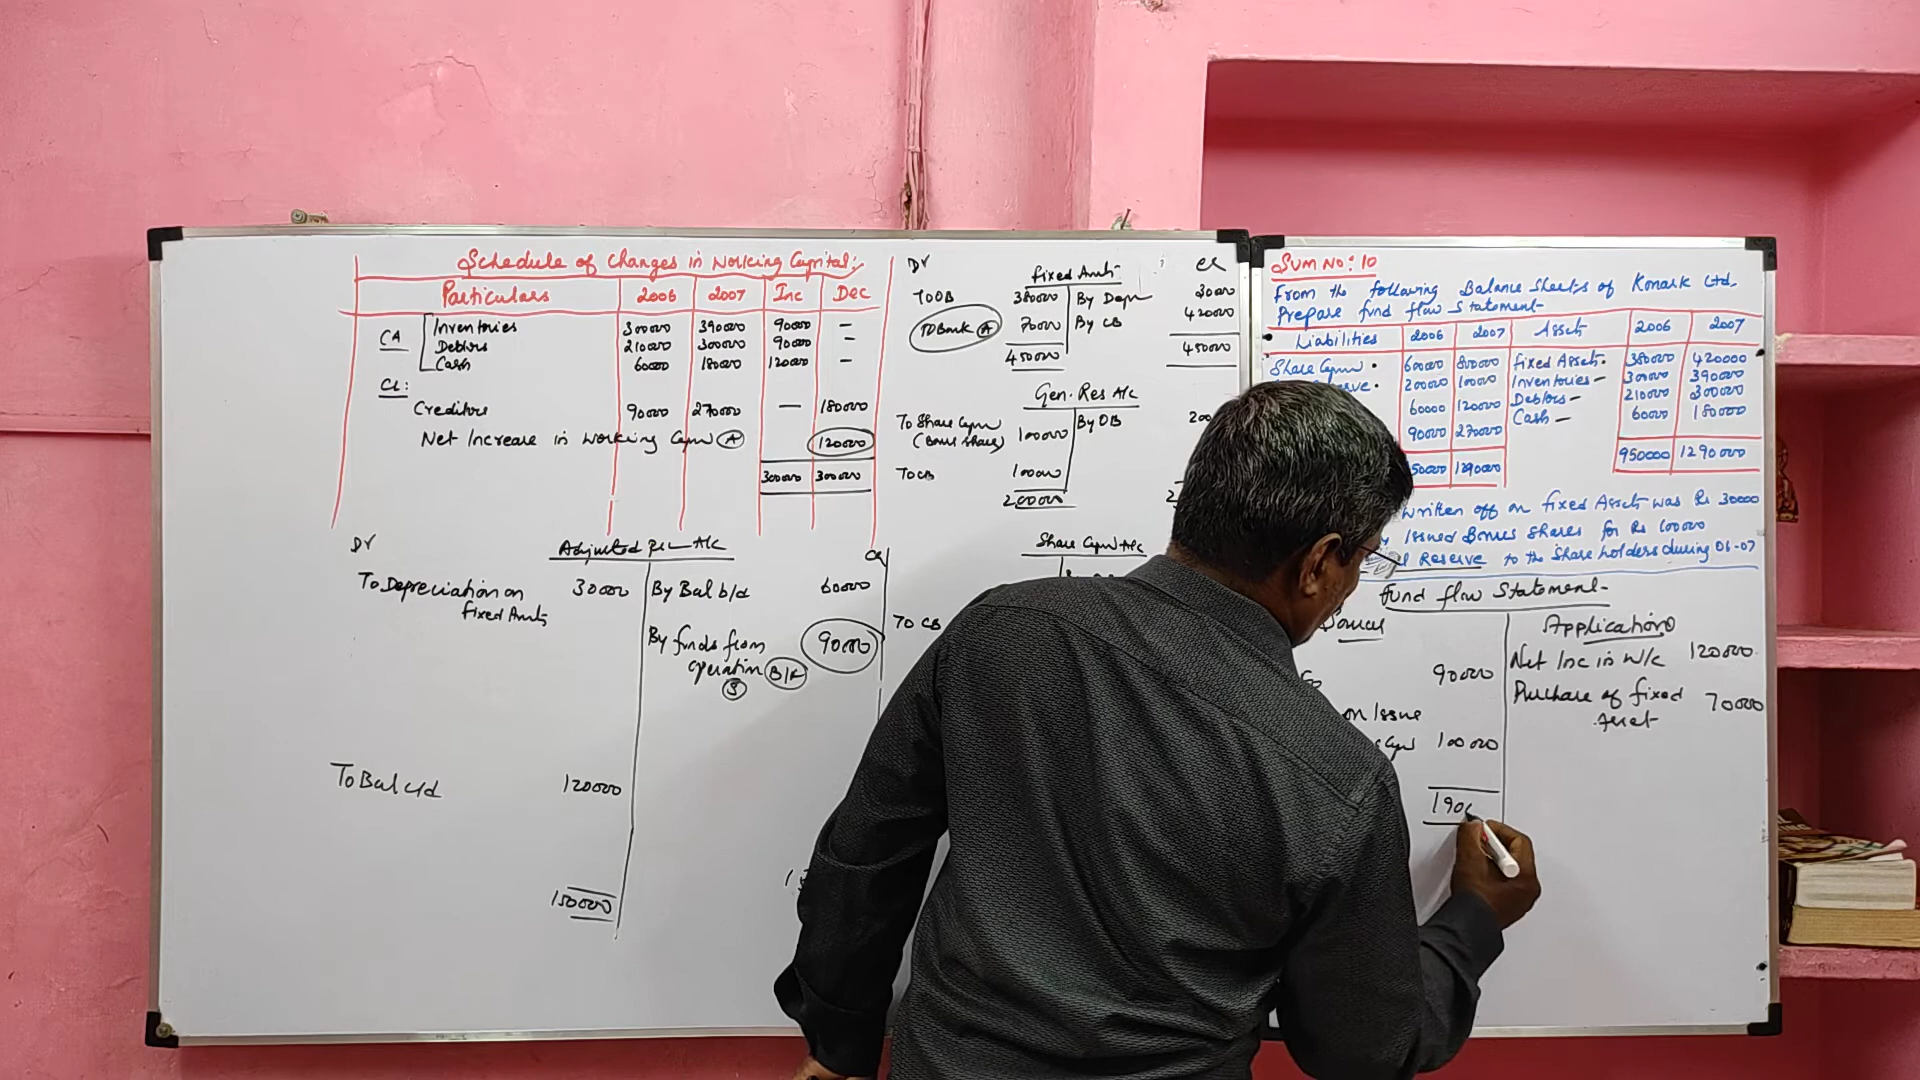 Schedule of changes in Working Capital:
Particulars 2006 2007 Inc Dec
CA Inventories 300000 390000 90000 —
Debtors 210000 300000 90000 —
Cash 60000 180000 120000 —
CL:
Creditors 90000 270000 — 180000
Net Increase in Working Cap (A) 120000
300000 300000
Dr Adjusted P&L A/c Cr
To Depreciation on 30000 By Bal b/d 60000
fixed Assets
By funds from 90000
operation B/f
(S)
To Bal c/d 120000
150000
Dr fixed Assets Cr
To OB 380000 By Depn 30000
To Bank (A) 70000 By CB 420000
450000 450000
Gen. Res A/c
To Share Cap 100000 By OB
(Bonus share)
To CB 100000
200000
Share Cap A/c
To CB
SUM NO: 10
From the following Balance Sheets of Konark Ltd.
Prepare fund flow Statement-
Liabilities 2006 2007 Assets 2006 2007
Share Cap 600000 800000 Fixed Assets 380000 420000
200000 100000 Inventories 300000 390000
60000 120000 Debtors 210000 300000
90000 270000 Cash 60000 180000
1290000 950000 1290000
written off on fixed Assets was Rs 30000
Issued Bonus Shares for Rs 100000
Reserve to the Share holders during 06-07
Fund flow Statement-
Sources Application
90000 Net Inc in W/c 120000
Purchase of fixed 70000
on Issue Asset
100000
190